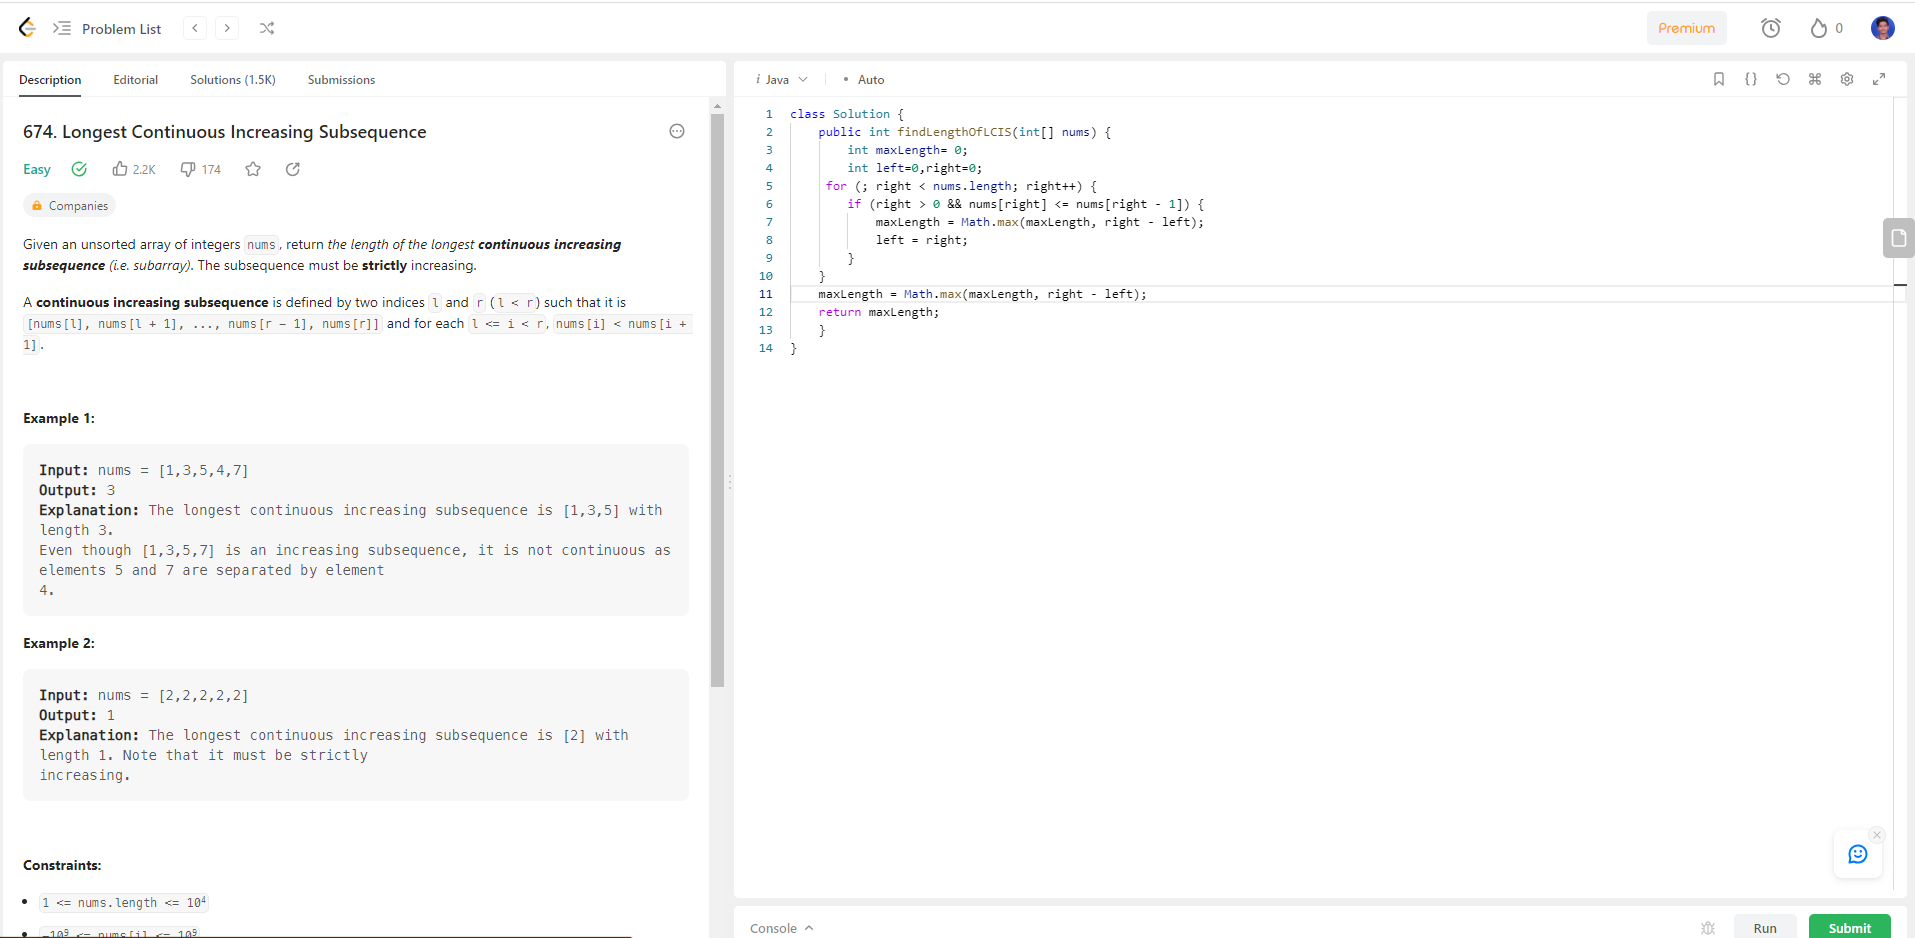 Problem List
Premium
0
Description Editorial Solutions (1.5K) Submissions
674. Longest Continuous Increasing Subsequence
Easy 2.2K 174
Companies
Given an unsorted array of integers nums, return the length of the longest continuous increasing
subsequence (i.e. subarray). The subsequence must be strictly increasing.
A continuous increasing subsequence is defined by two indices l and r (l < r) such that it is
[nums[l], nums[l + 1], ..., nums[r - 1], nums[r]] and for each l <= i < r, nums[i] < nums[i +
1].
Example 1:
Input: nums = [1,3,5,4,7]
Output: 3
Explanation: The longest continuous increasing subsequence is [1,3,5] with
length 3.
Even though [1,3,5,7] is an increasing subsequence, it is not continuous as
elements 5 and 7 are separated by element
4.
Example 2:
Input: nums = [2,2,2,2,2]
Output: 1
Explanation: The longest continuous increasing subsequence is [2] with
length 1. Note that it must be strictly
increasing.
Constraints:
• 1 <= nums.length <= 10⁴
• -10⁹ <= nums[i] <= 10⁹
i Java • Auto
1 class Solution {
2 public int findLengthOfLCIS(int[] nums) {
3 int maxLength= 0;
4 int left=0,right=0;
5 for (; right < nums.length; right++) {
6 if (right > 0 && nums[right] <= nums[right - 1]) {
7 maxLength = Math.max(maxLength, right - left);
8 left = right;
9 }
10 }
11 maxLength = Math.max(maxLength, right - left);
12 return maxLength;
13 }
14 }
Console Run Submit